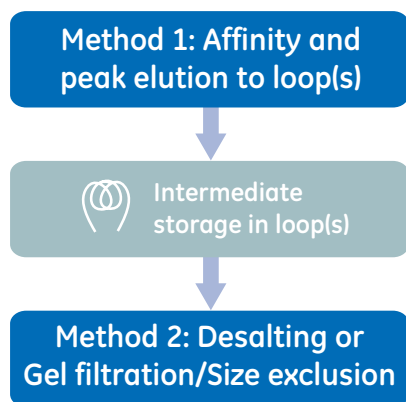 Method 1: Affinity and
peak elution to loop(s)
Intermediate
storage in loop(s)
Method 2: Desalting or
Gel filtration/Size exclusion